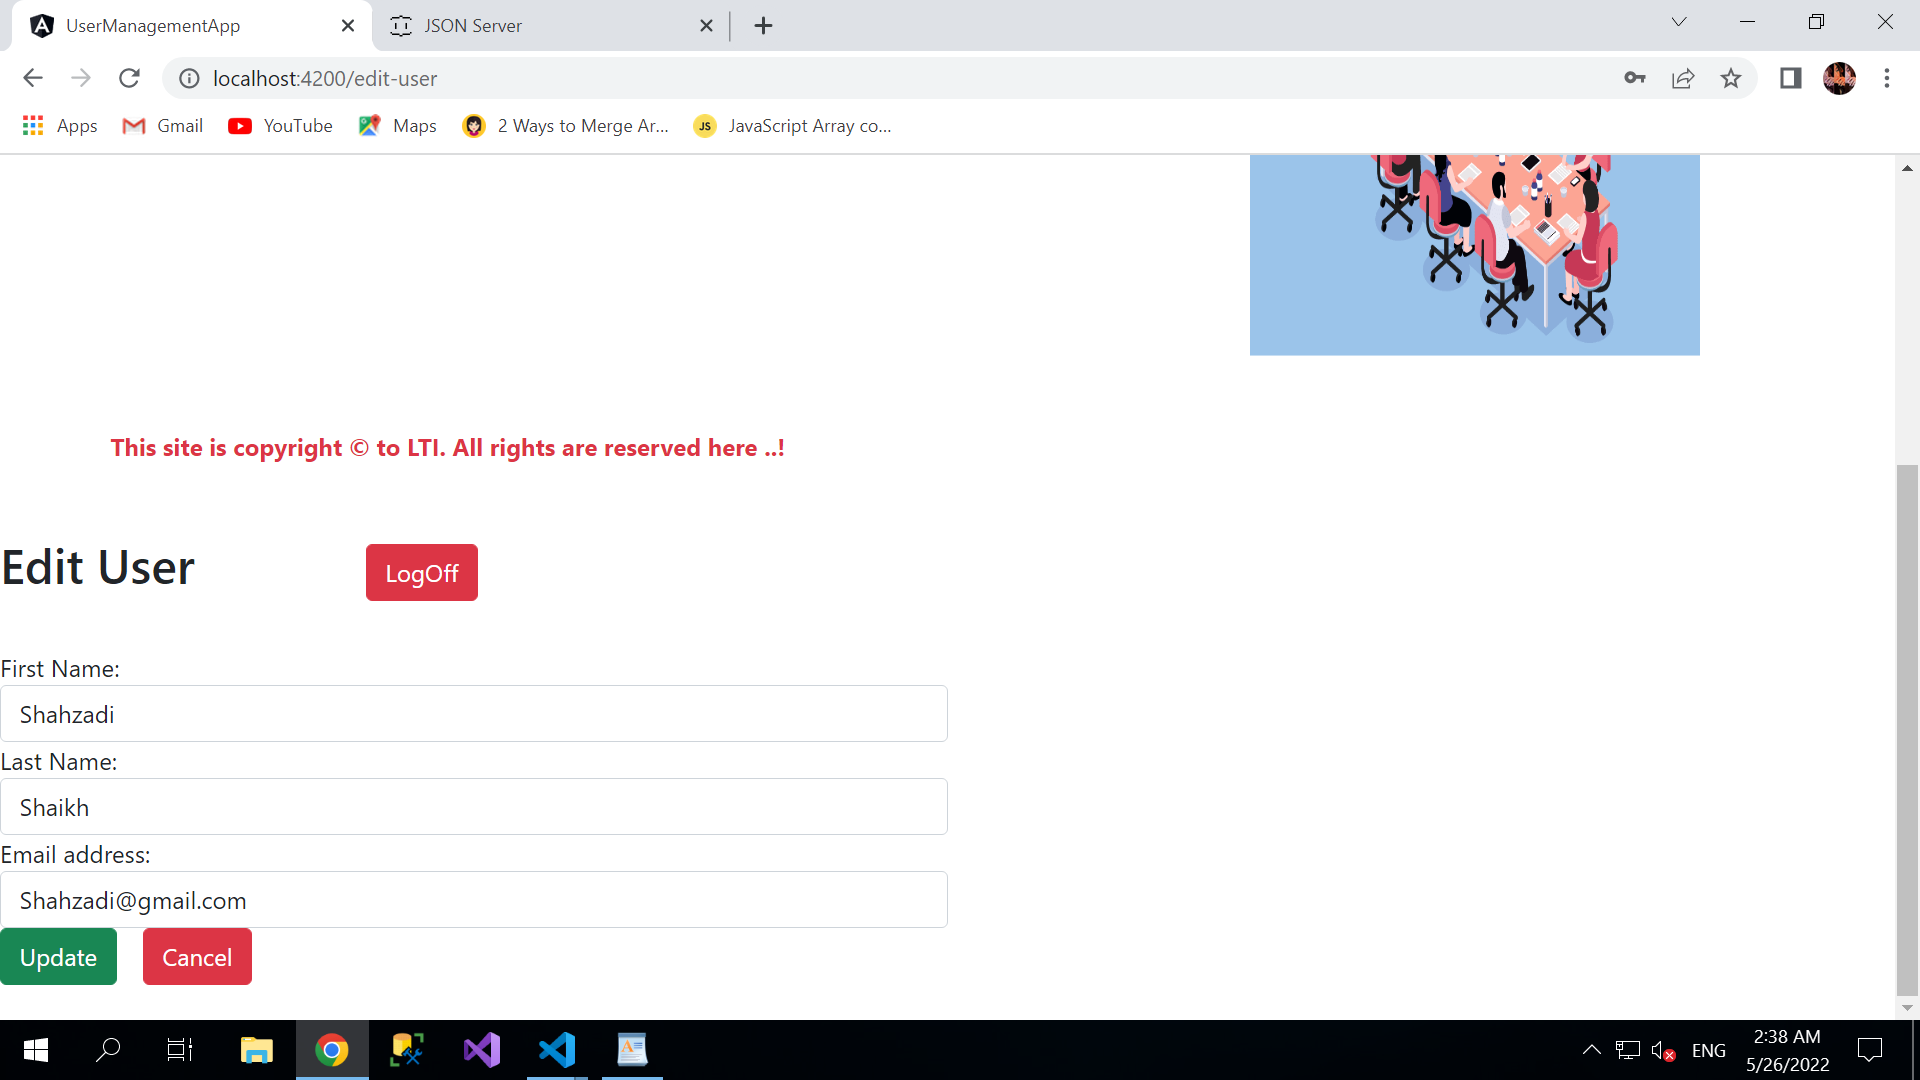 UserManagementApp
JSON Server
localhost:4200/edit-user
Apps
Gmail
YouTube
Maps
2 Ways to Merge Ar...
JS
JavaScript Array co...
This site is copyright © to LTI. All rights are reserved here ..!
Edit User
LogOff
First Name:
Shahzadi
Last Name:
Shaikh
Email address:
Shahzadi@gmail.com
Update
Cancel
ENG
2:38 AM
5/26/2022